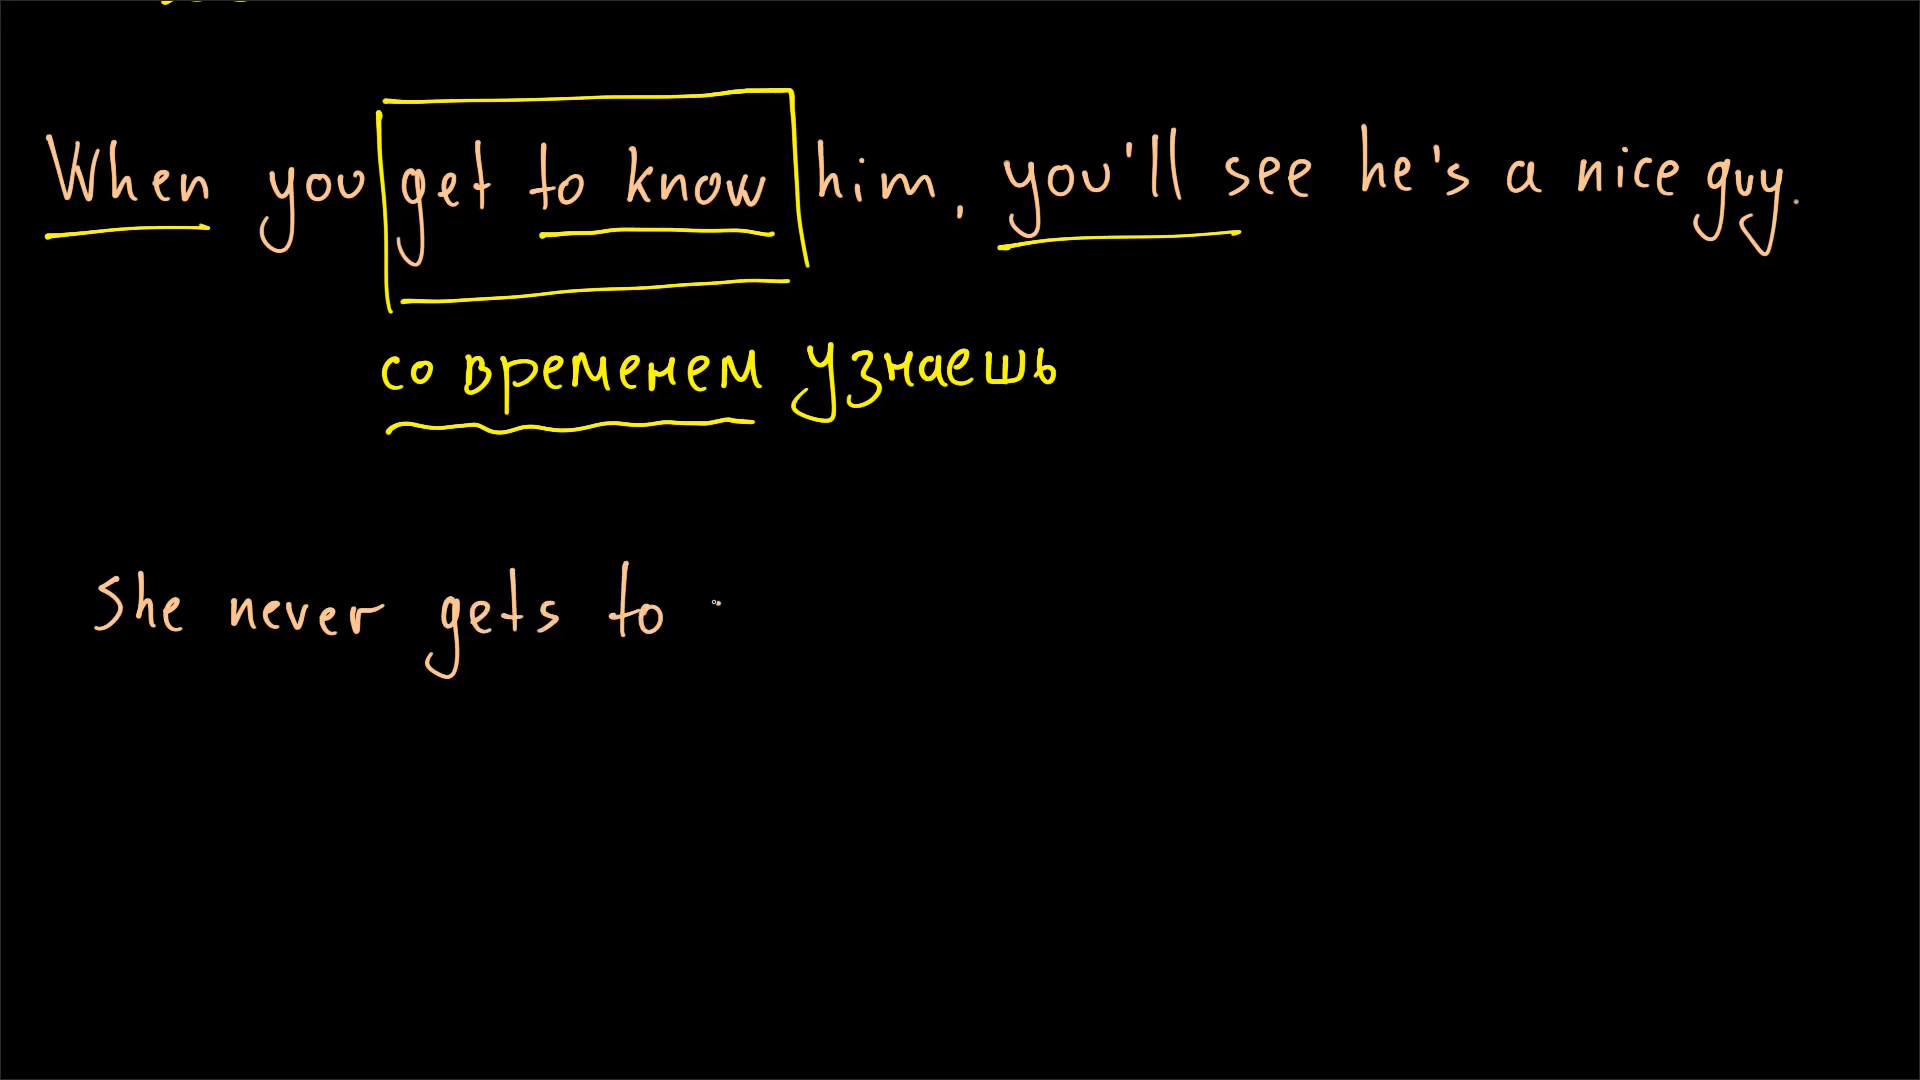 When you get to know him, you'll see he's a nice guy.
со временем узнаешь
She never gets to